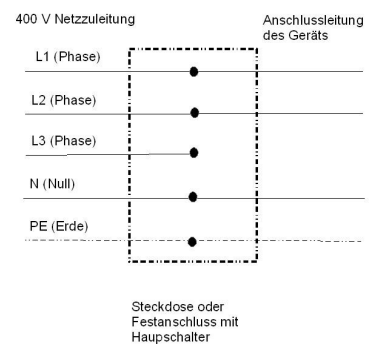 400 V Netzzuleitung
Anschlussleitung
des Geräts
L1 (Phase)
L2 (Phase)
L3 (Phase)
N (Null)
PE (Erde)
Steckdose oder
Festanschluss mit
Haupschalter